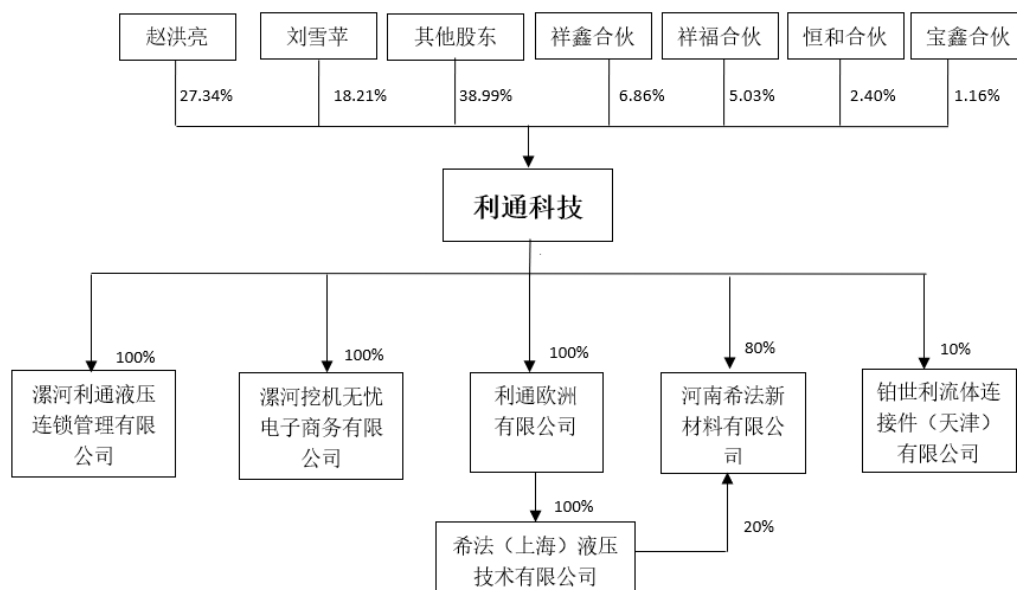 赵洪亮
刘雪苹
其他股东
祥鑫合伙
祥福合伙
恒和合伙
宝鑫合伙
27.34%
18.21%
38.99%
6.86%
5.03%
2.40%
1.16%
利通科技
100%
100%
100%
80%
10%
漯河利通液压
连锁管理有限
公司
漯河挖机无忧
电子商务有限
公司
利通欧洲
有限公司
河南希法新
材料有限公
司
铂世利流体连
接件（天津）
有限公司
100%
20%
希法（上海）液压
技术有限公司